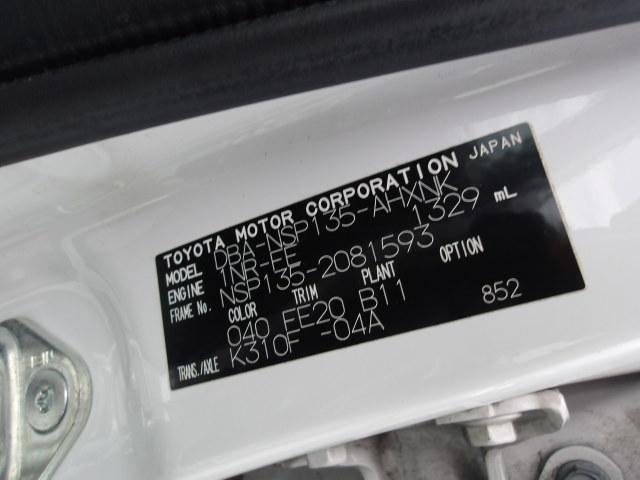 TOYOTA MOTOR CORPORATION JAPAN
MODEL DBA-NSP135-AHXNK
ENGINE 1NR-FE 1329 mL
FRAME No. NSP135-2081593
COLOR TRIM PLANT OPTION
040 FE20 B11 852
TRANS./AXLE K310F -04A